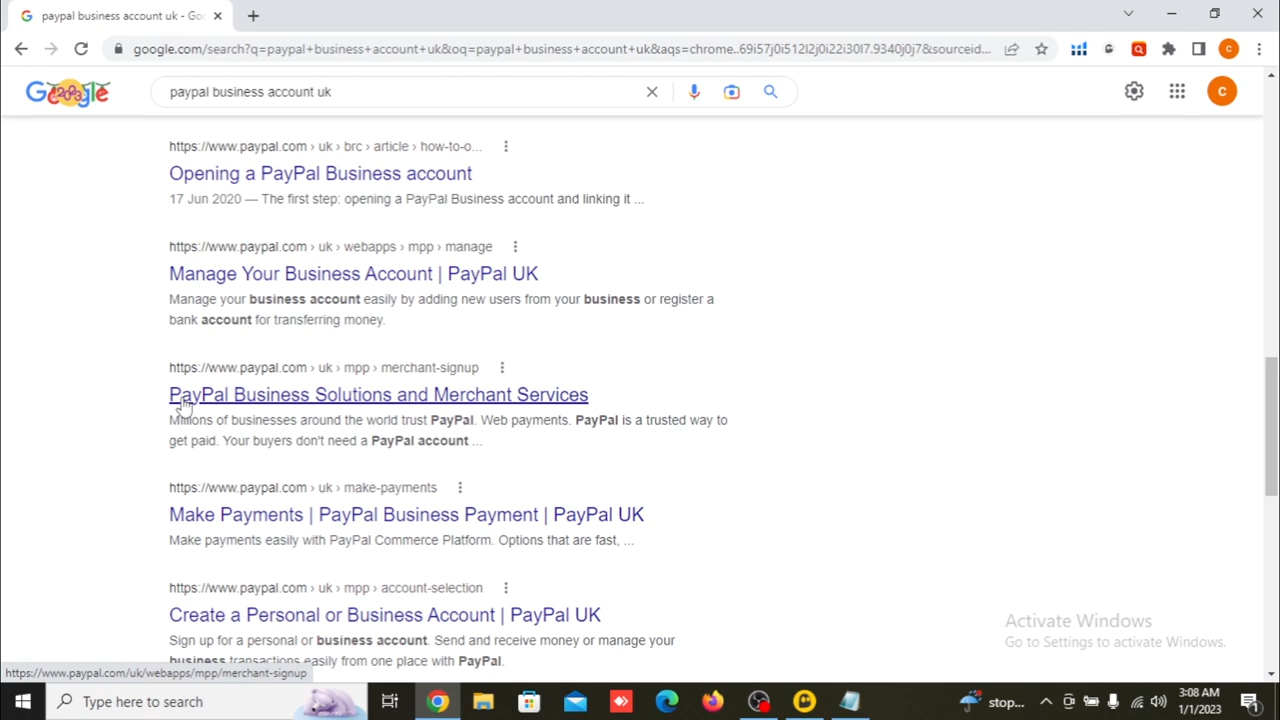 paypal business account uk - Goo
google.com/search?q=paypal+business+account+uk&oq=paypal+business+account+uk&aqs=chrome..69i57j0i512l2j0i22i30l7.9340j0j7&sourceid...
C
Google
paypal business account uk
C
https://www.paypal.com › uk › brc › article › how-to-o...
Opening a PayPal Business account
17 Jun 2020 — The first step: opening a PayPal Business account and linking it ...
https://www.paypal.com › uk › webapps › mpp › manage
Manage Your Business Account | PayPal UK
Manage your business account easily by adding new users from your business or register a
bank account for transferring money.
https://www.paypal.com › uk › mpp › merchant-signup
PayPal Business Solutions and Merchant Services
Millions of businesses around the world trust PayPal. Web payments. PayPal is a trusted way to
get paid. Your buyers don't need a PayPal account ...
https://www.paypal.com › uk › make-payments
Make Payments | PayPal Business Payment | PayPal UK
Make payments easily with PayPal Commerce Platform. Options that are fast, ...
https://www.paypal.com › uk › mpp › account-selection
Create a Personal or Business Account | PayPal UK
Sign up for a personal or business account. Send and receive money or manage your
business transactions easily from one place with PayPal.
Activate Windows
Go to Settings to activate Windows.
https://www.paypal.com/uk/webapps/mpp/merchant-signup
Type here to search
stop...
3:08 AM
1/1/2023
1